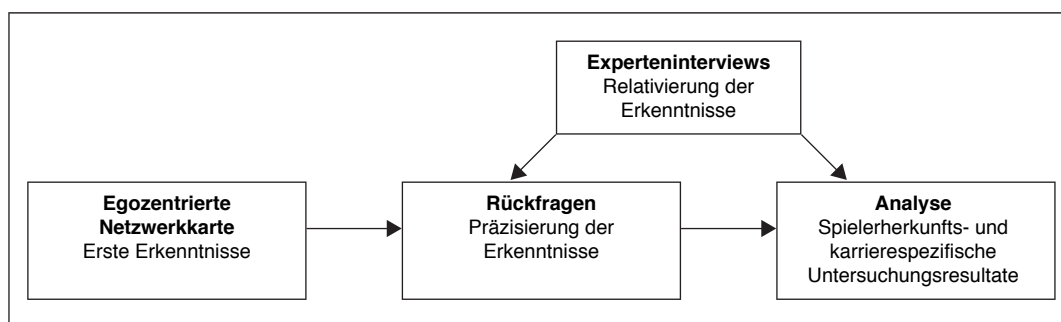 Experteninterviews
Relativierung der
Erkenntnisse
Egozentrierte
Netzwerkkarte
Erste Erkenntnisse
Rückfragen
Präzisierung der
Erkenntnisse
Analyse
Spielerherkunfts- und
karrierespezifische
Untersuchungsresultate